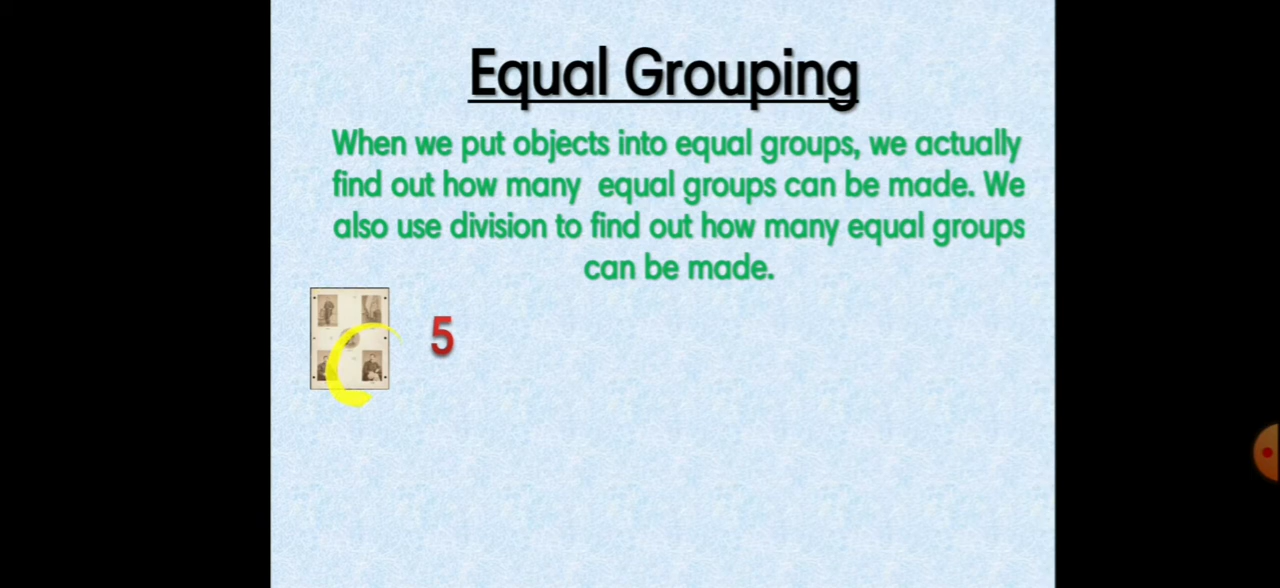 Equal Grouping
When we put objects into equal groups, we actually
find out how many equal groups can be made. We
also use division to find out how many equal groups
can be made.
5